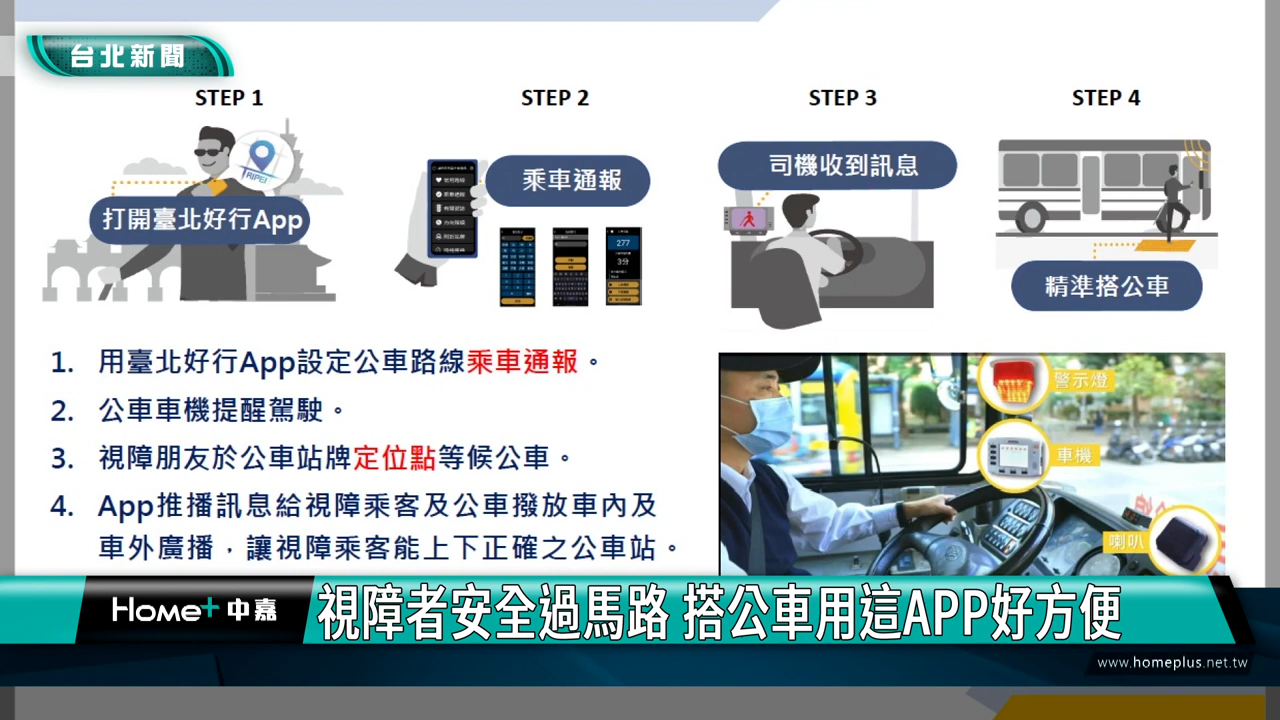 台北新聞
STEP 1
STEP 2
STEP 3
STEP 4
TAIPEI
打開臺北好行App
乘車通報
277
3分
司機收到訊息
精準搭公車
1. 用臺北好行App設定公車路線乘車通報。
2. 公車車機提醒駕駛。
3. 視障朋友於公車站牌定位點等候公車。
4. App推播訊息給視障乘客及公車撥放車內及
車外廣播，讓視障乘客能上下正確之公車站。
警示燈
車機
喇叭
Home+中嘉
視障者安全過馬路 搭公車用這APP好方便
www.homeplus.net.tw